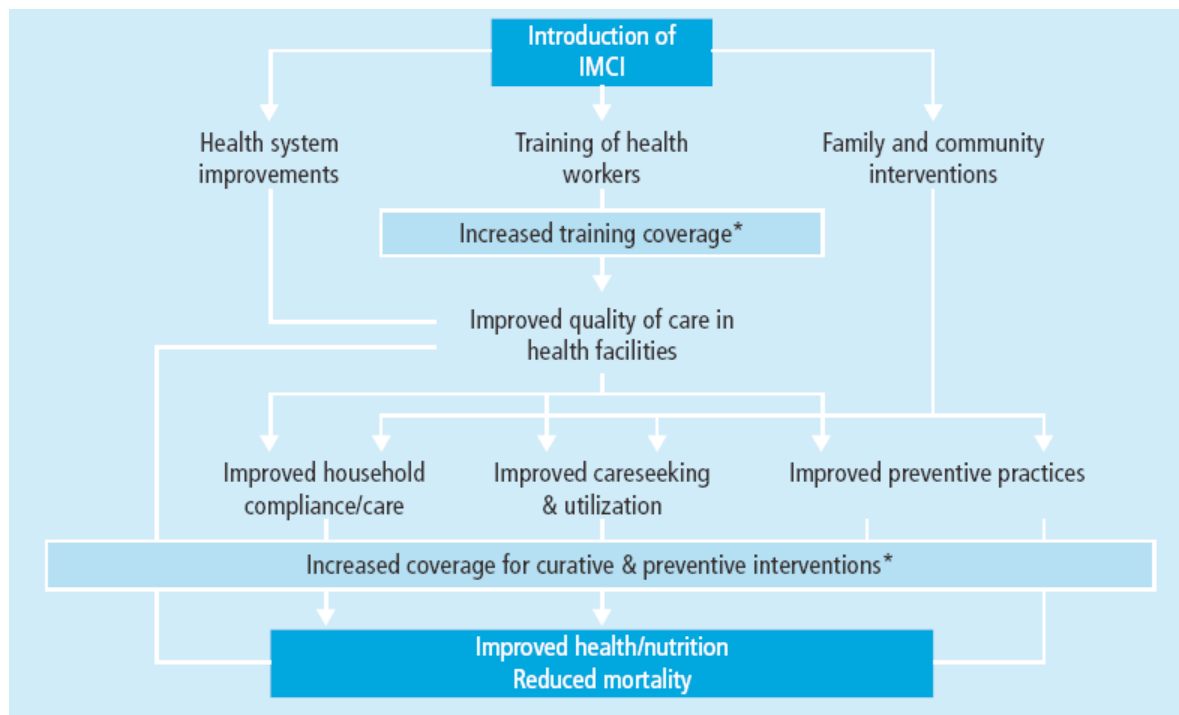 Introduction of
IMCI
Health system
improvements
Training of health
workers
Family and community
interventions
Increased training coverage*
Improved quality of care in
health facilities
Improved household
compliance/care
Improved careseeking
& utilization
Improved preventive practices
Increased coverage for curative & preventive interventions*
Improved health/nutrition
Reduced mortality